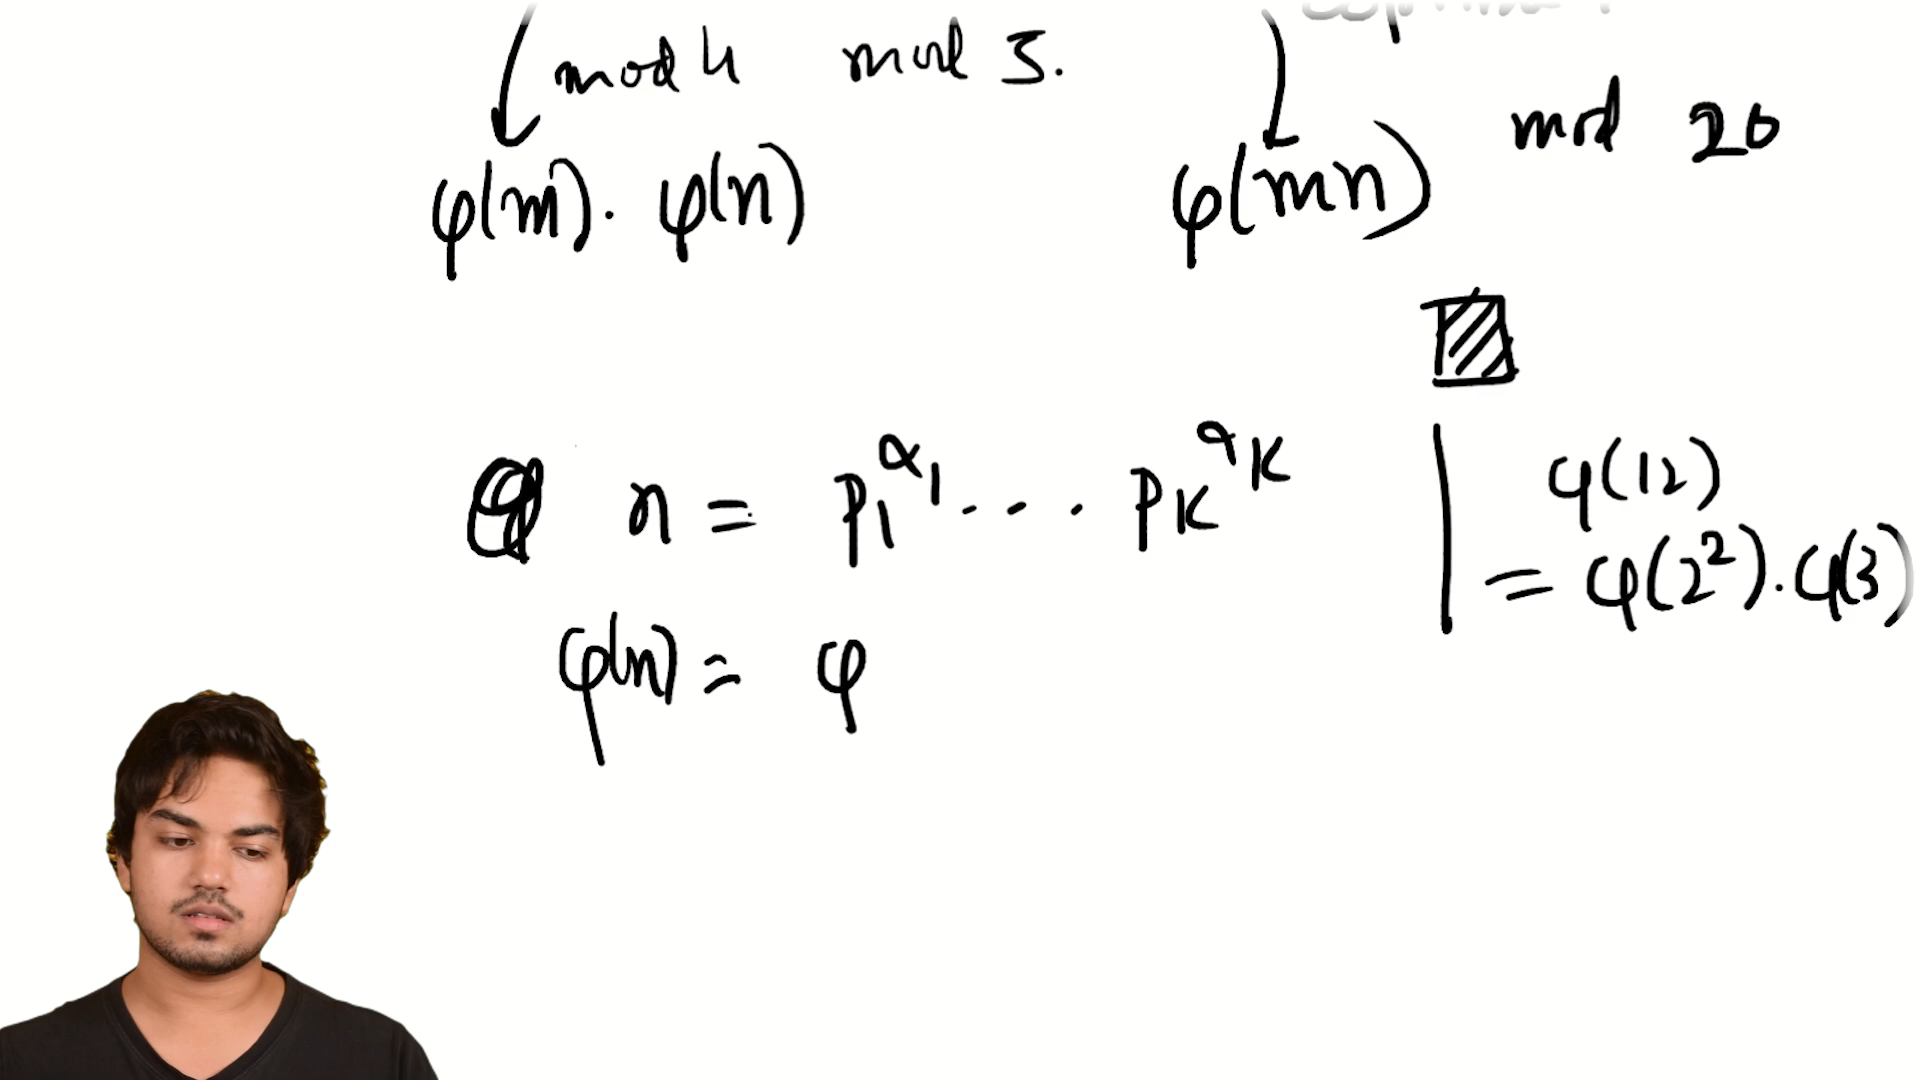 mod 4 mod 5.
φ(m). φ(n)
φ(mn) mod 20
n = p₁^α₁ . . . pₖ^αₖ
φ(n) = φ
φ(12)
= φ(2²).φ(3)